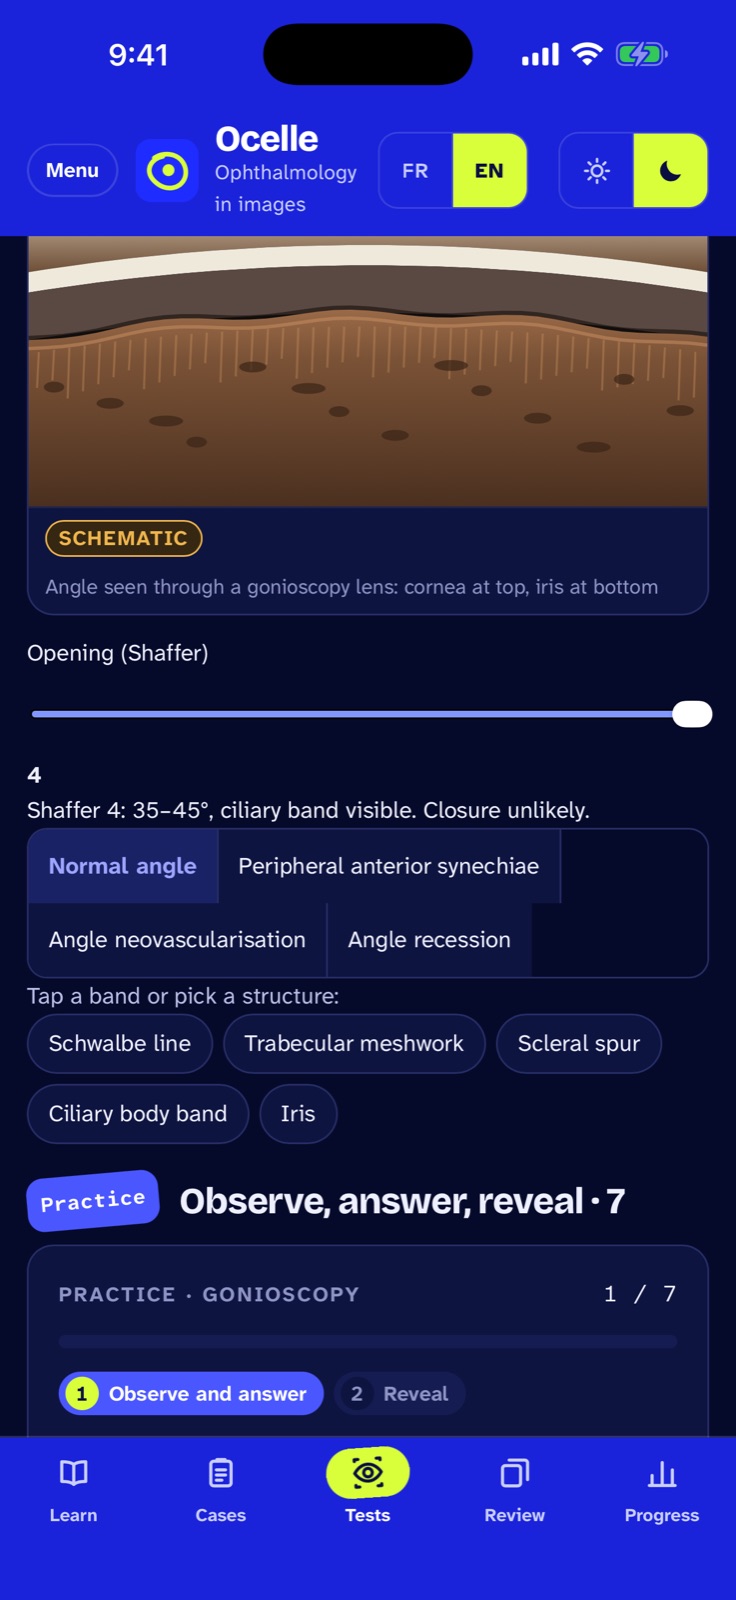 9:41
Menu
Ocelle
Ophthalmology
in images
FR
EN
SCHEMATIC
Angle seen through a gonioscopy lens: cornea at top, iris at bottom
Opening (Shaffer)
4
Shaffer 4: 35–45°, ciliary band visible. Closure unlikely.
Normal angle
Peripheral anterior synechiae
Angle neovascularisation
Angle recession
Tap a band or pick a structure:
Schwalbe line
Trabecular meshwork
Scleral spur
Ciliary body band
Iris
Practice
Observe, answer, reveal · 7
PRACTICE · GONIOSCOPY
1 / 7
1 Observe and answer
2 Reveal
Learn
Cases
Tests
Review
Progress